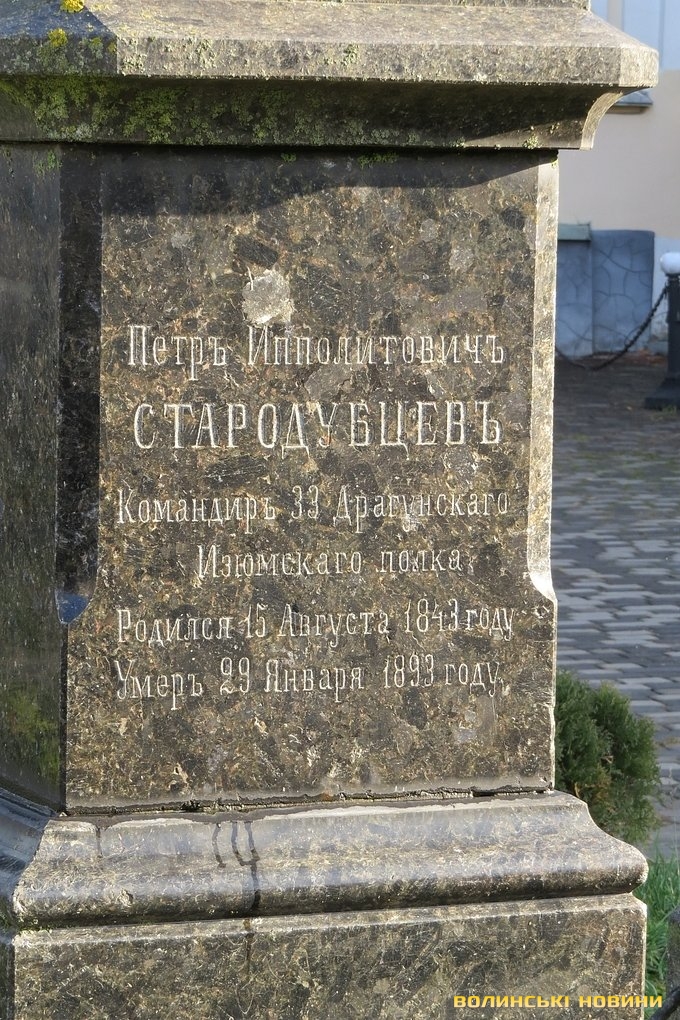 Петръ Ипполитовичъ
СТАРОДУБЦЕВЪ
Командиръ 33 Драгунскаго
Изюмскаго полка
Родился 15 Августа 1843 году
Умеръ 29 Января 1893 году.
ВОЛИНСЬКІ НОВИНИ